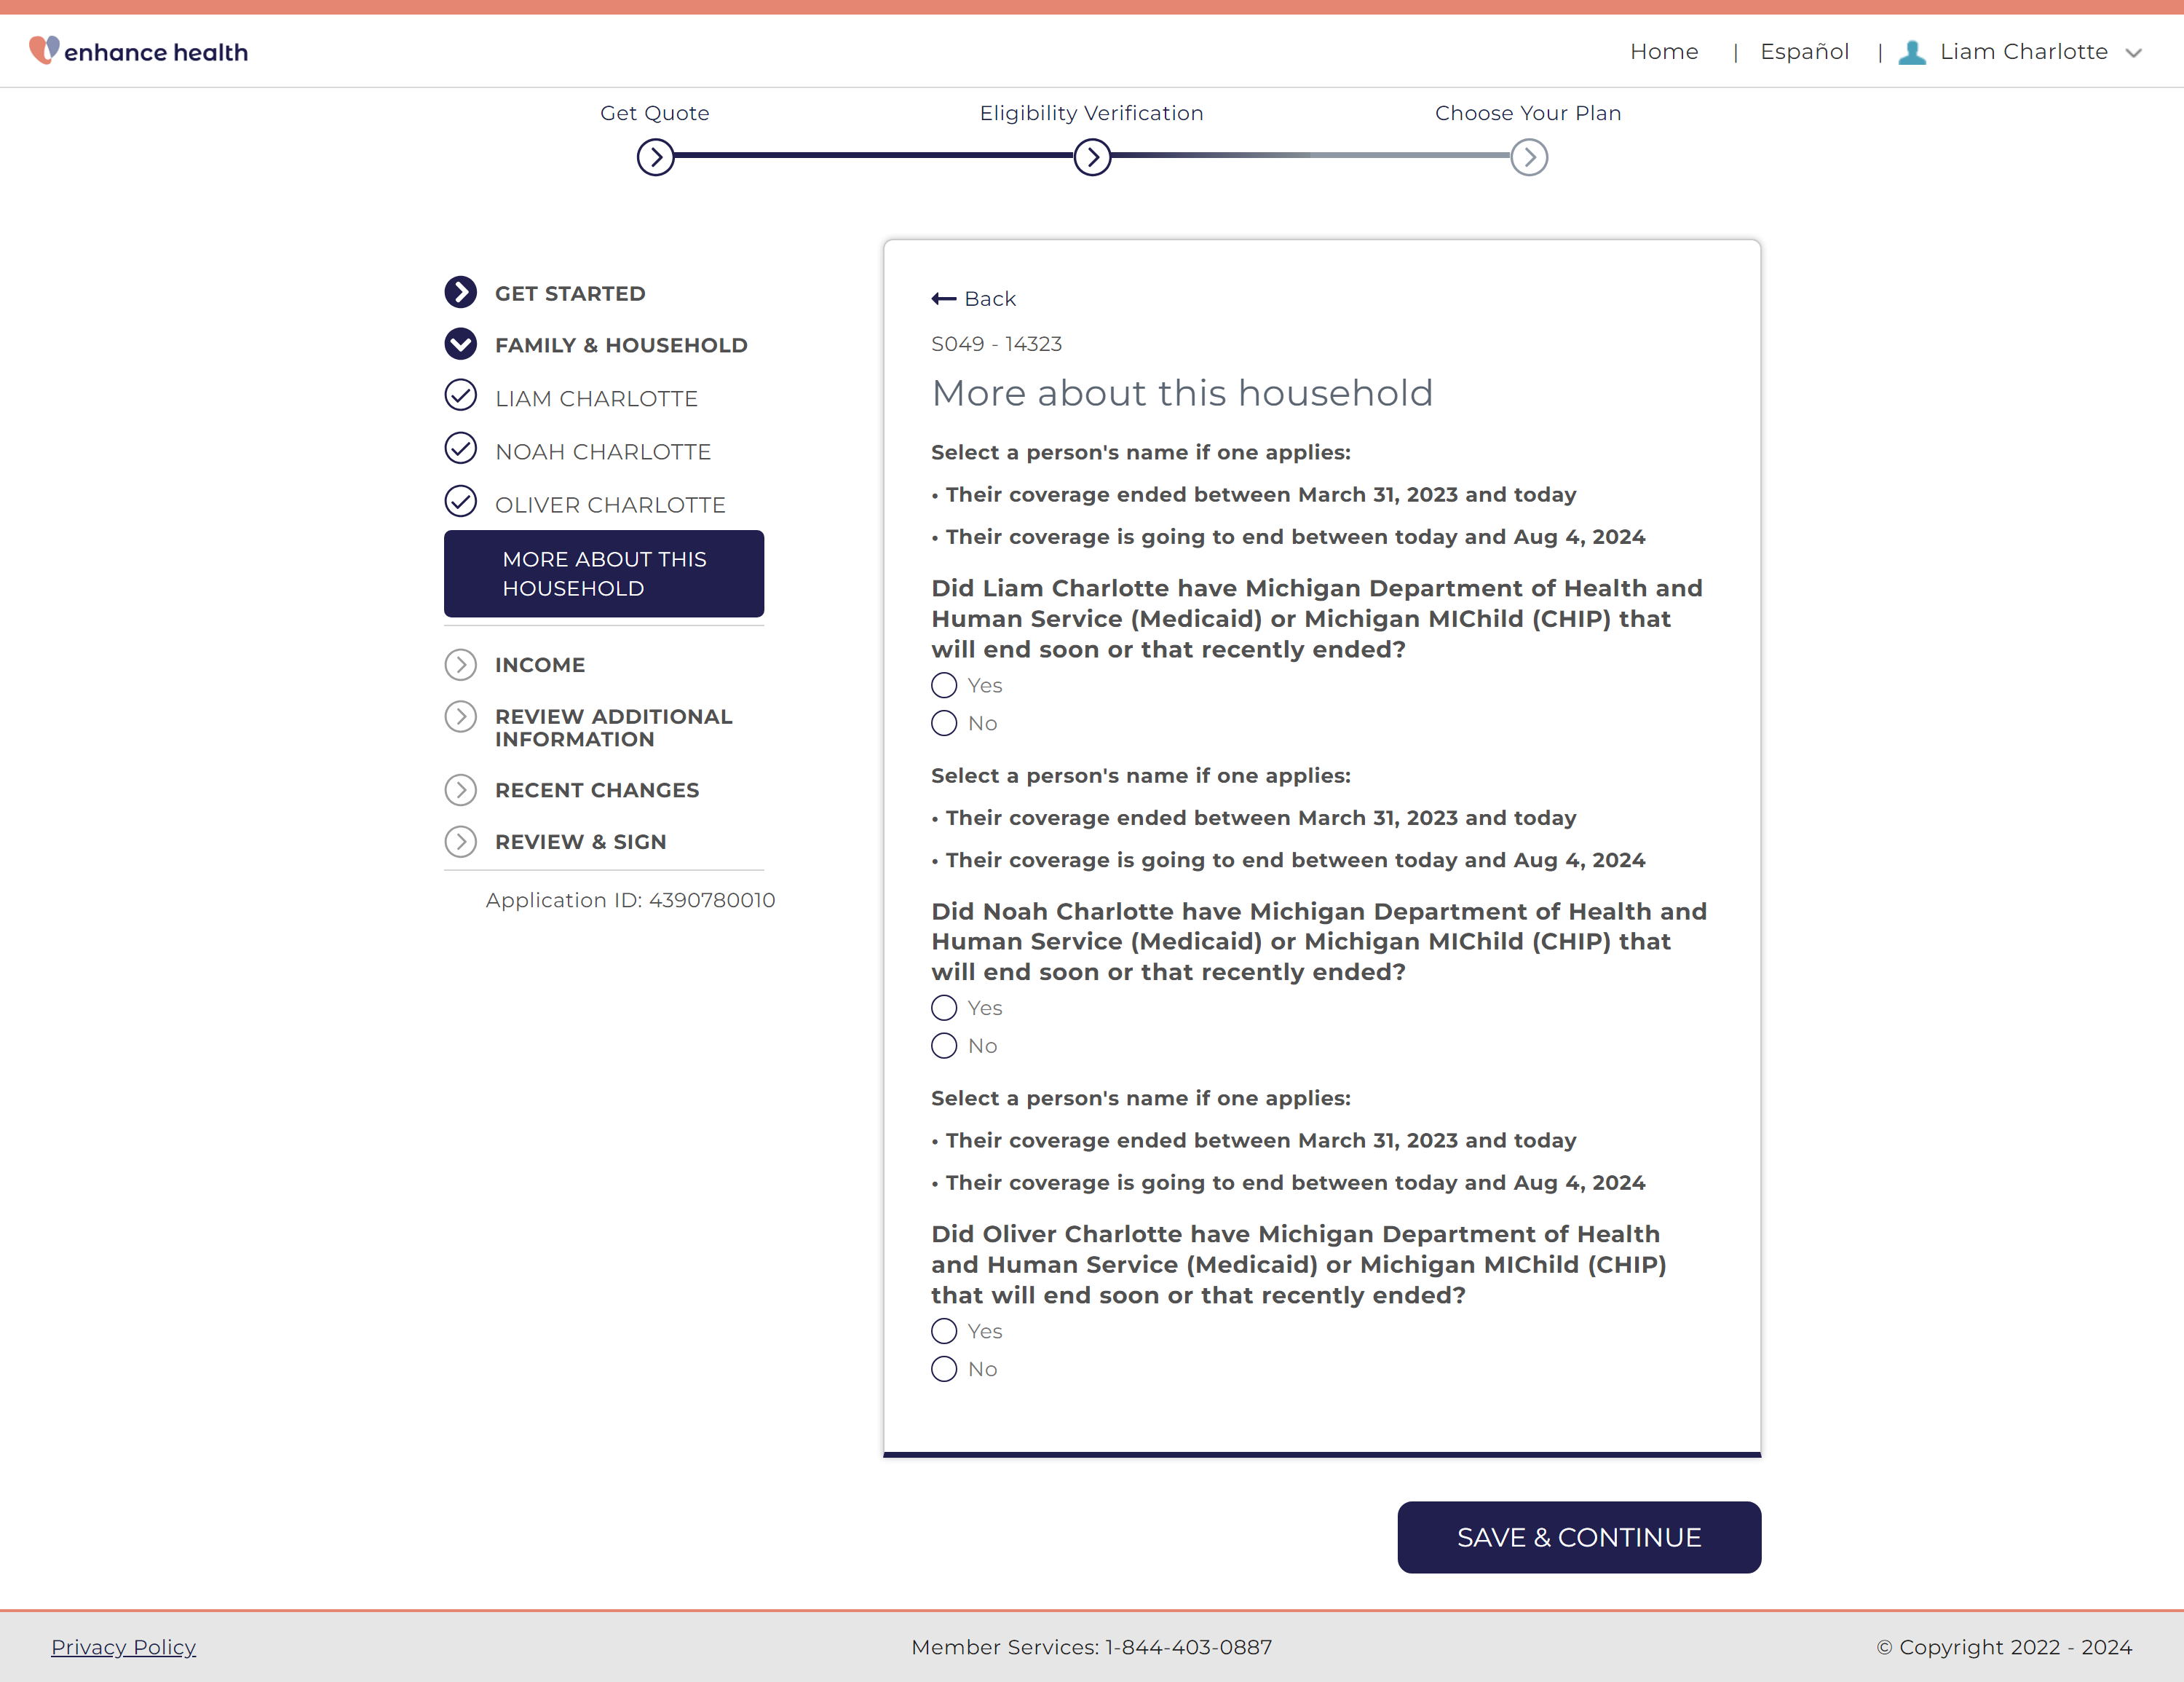 enhance health
Home | Español | Liam Charlotte
Get Quote
Eligibility Verification
Choose Your Plan
GET STARTED
FAMILY & HOUSEHOLD
LIAM CHARLOTTE
NOAH CHARLOTTE
OLIVER CHARLOTTE
MORE ABOUT THIS
HOUSEHOLD
INCOME
REVIEW ADDITIONAL
INFORMATION
RECENT CHANGES
REVIEW & SIGN
Application ID: 4390780010
Back
S049 - 14323
More about this household
Select a person's name if one applies:
• Their coverage ended between March 31, 2023 and today
• Their coverage is going to end between today and Aug 4, 2024
Did Liam Charlotte have Michigan Department of Health and
Human Service (Medicaid) or Michigan MIChild (CHIP) that
will end soon or that recently ended?
Yes
No
Select a person's name if one applies:
• Their coverage ended between March 31, 2023 and today
• Their coverage is going to end between today and Aug 4, 2024
Did Noah Charlotte have Michigan Department of Health and
Human Service (Medicaid) or Michigan MIChild (CHIP) that
will end soon or that recently ended?
Yes
No
Select a person's name if one applies:
• Their coverage ended between March 31, 2023 and today
• Their coverage is going to end between today and Aug 4, 2024
Did Oliver Charlotte have Michigan Department of Health
and Human Service (Medicaid) or Michigan MIChild (CHIP)
that will end soon or that recently ended?
Yes
No
SAVE & CONTINUE
Privacy Policy
Member Services: 1-844-403-0887
© Copyright 2022 - 2024